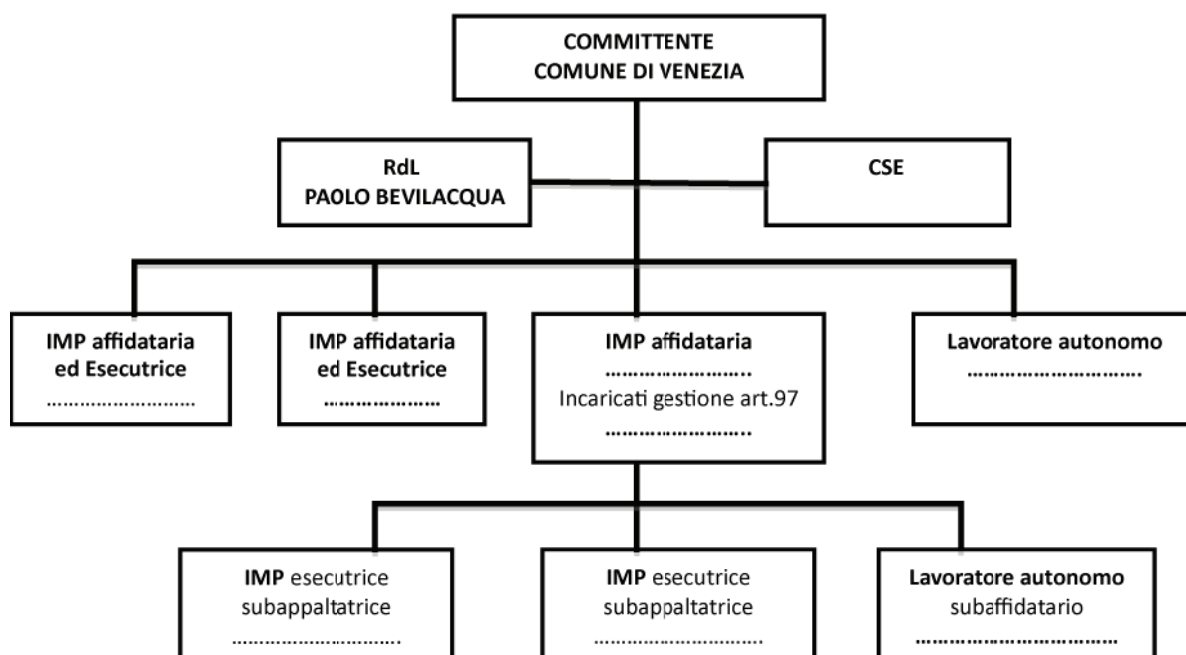 COMMITTENTE
COMUNE DI VENEZIA
RdL
PAOLO BEVILACQUA
CSE
IMP affidataria
ed Esecutrice
............................
IMP affidataria
ed Esecutrice
......................
IMP affidataria
............................
Incaricati gestione art.97
............................
Lavoratore autonomo
.................................
IMP esecutrice
subappaltatrice
................................
IMP esecutrice
subappaltatrice
................................
Lavoratore autonomo
subaffidatario
......................................